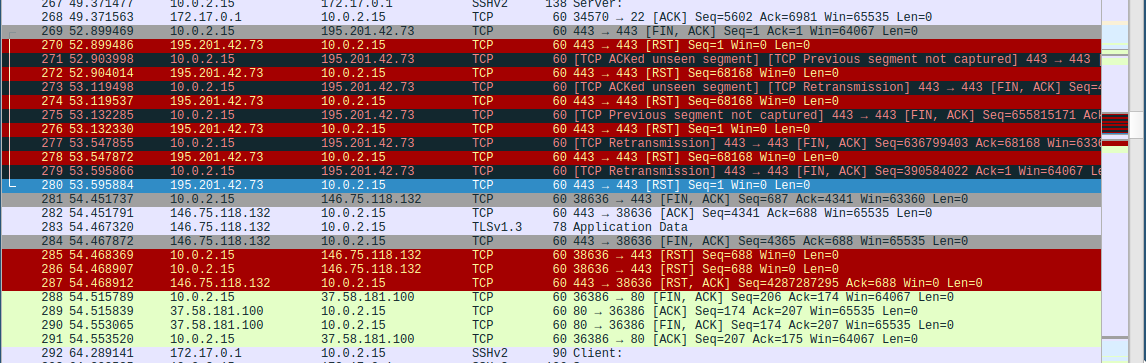 267 49.371477 10.0.2.15 172.17.0.1 SSHv2 138 Server:
268 49.371563 172.17.0.1 10.0.2.15 TCP 60 34570 → 22 [ACK] Seq=5602 Ack=6981 Win=65535 Len=0
269 52.899469 10.0.2.15 195.201.42.73 TCP 60 443 → 443 [FIN, ACK] Seq=1 Ack=1 Win=64067 Len=0
270 52.899486 195.201.42.73 10.0.2.15 TCP 60 443 → 443 [RST] Seq=1 Win=0 Len=0
271 52.903998 10.0.2.15 195.201.42.73 TCP 60 [TCP ACKed unseen segment] [TCP Previous segment not captured] 443 → 443 [
272 52.904014 195.201.42.73 10.0.2.15 TCP 60 443 → 443 [RST] Seq=68168 Win=0 Len=0
273 53.119498 10.0.2.15 195.201.42.73 TCP 60 [TCP ACKed unseen segment] [TCP Retransmission] 443 → 443 [FIN, ACK] Seq=4
274 53.119537 195.201.42.73 10.0.2.15 TCP 60 443 → 443 [RST] Seq=68168 Win=0 Len=0
275 53.132285 10.0.2.15 195.201.42.73 TCP 60 [TCP Previous segment not captured] 443 → 443 [FIN, ACK] Seq=655815171 Ack
276 53.132330 195.201.42.73 10.0.2.15 TCP 60 443 → 443 [RST] Seq=1 Win=0 Len=0
277 53.547855 10.0.2.15 195.201.42.73 TCP 60 [TCP Retransmission] 443 → 443 [FIN, ACK] Seq=636799403 Ack=68168 Win=6336
278 53.547872 195.201.42.73 10.0.2.15 TCP 60 443 → 443 [RST] Seq=68168 Win=0 Len=0
279 53.595866 10.0.2.15 195.201.42.73 TCP 60 [TCP Retransmission] 443 → 443 [FIN, ACK] Seq=390584022 Ack=1 Win=64067 Le
280 53.595884 195.201.42.73 10.0.2.15 TCP 60 443 → 443 [RST] Seq=1 Win=0 Len=0
281 54.451737 10.0.2.15 146.75.118.132 TCP 60 38636 → 443 [FIN, ACK] Seq=687 Ack=4341 Win=63360 Len=0
282 54.451791 146.75.118.132 10.0.2.15 TCP 60 443 → 38636 [ACK] Seq=4341 Ack=688 Win=65535 Len=0
283 54.467320 146.75.118.132 10.0.2.15 TLSv1.3 78 Application Data
284 54.467872 146.75.118.132 10.0.2.15 TCP 60 443 → 38636 [FIN, ACK] Seq=4365 Ack=688 Win=65535 Len=0
285 54.468369 10.0.2.15 146.75.118.132 TCP 60 38636 → 443 [RST] Seq=688 Win=0 Len=0
286 54.468907 10.0.2.15 146.75.118.132 TCP 60 38636 → 443 [RST] Seq=688 Win=0 Len=0
287 54.468912 146.75.118.132 10.0.2.15 TCP 60 443 → 38636 [RST, ACK] Seq=4287287295 Ack=688 Win=0 Len=0
288 54.515789 10.0.2.15 37.58.181.100 TCP 60 36386 → 80 [FIN, ACK] Seq=206 Ack=174 Win=64067 Len=0
289 54.515839 37.58.181.100 10.0.2.15 TCP 60 80 → 36386 [ACK] Seq=174 Ack=207 Win=65535 Len=0
290 54.553065 37.58.181.100 10.0.2.15 TCP 60 80 → 36386 [FIN, ACK] Seq=174 Ack=207 Win=65535 Len=0
291 54.553520 10.0.2.15 37.58.181.100 TCP 60 36386 → 80 [ACK] Seq=207 Ack=175 Win=64067 Len=0
292 64.289141 172.17.0.1 10.0.2.15 SSHv2 90 Client: